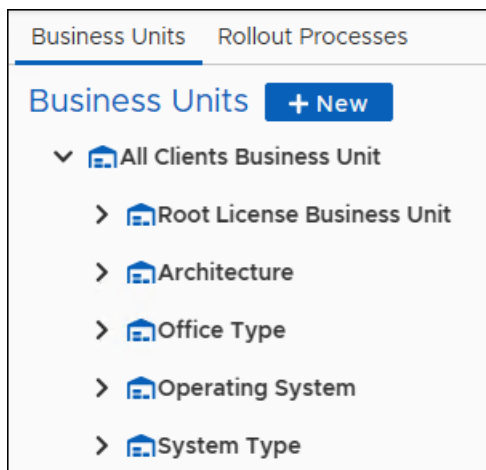 Business Units Rollout Processes
Business Units + New
All Clients Business Unit
Root License Business Unit
Architecture
Office Type
Operating System
System Type